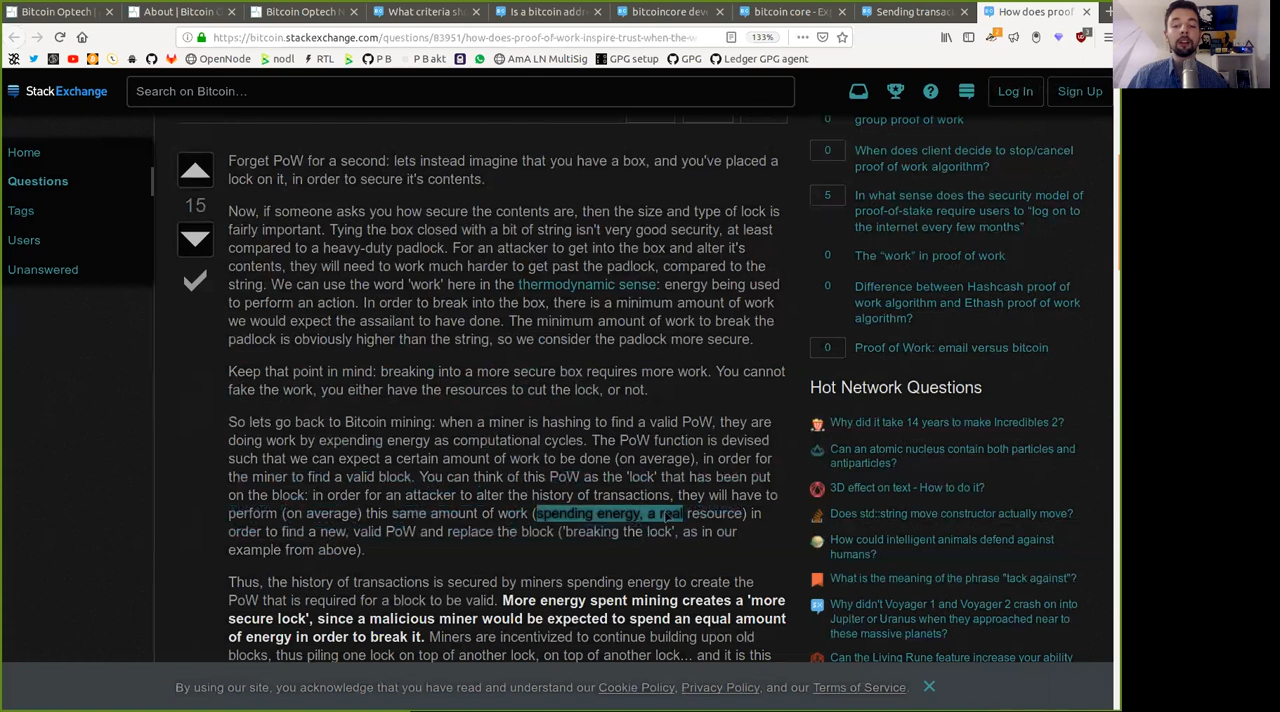 Bitcoin Optech
About | Bitcoin
Bitcoin Optech N
What criteria sh
Is a bitcoin addr
bitcoincore deve
bitcoin core - Ex
Sending transac
How does proof
https://bitcoin.stackexchange.com/questions/83951/how-does-proof-of-work-inspire-trust-when-the-w
133%
OpenNode
nodl
RTL
P B
P B akt
AmA LN MultiSig
GPG setup
GPG
Ledger GPG agent
StackExchange
Search on Bitcoin…
Log In
Sign Up
Home
Questions
Tags
Users
Unanswered
15
Forget PoW for a second: lets instead imagine that you have a box, and you've placed a
lock on it, in order to secure it's contents.
Now, if someone asks you how secure the contents are, then the size and type of lock is
fairly important. Tying the box closed with a bit of string isn't very good security, at least
compared to a heavy-duty padlock. For an attacker to get into the box and alter it's
contents, they will need to work much harder to get past the padlock, compared to the
string. We can use the word 'work' here in the thermodynamic sense: energy being used
to perform an action. In order to break into the box, there is a minimum amount of work
we would expect the assailant to have done. The minimum amount of work to break the
padlock is obviously higher than the string, so we consider the padlock more secure.
Keep that point in mind: breaking into a more secure box requires more work. You cannot
fake the work, you either have the resources to cut the lock, or not.
So lets go back to Bitcoin mining: when a miner is hashing to find a valid PoW, they are
doing work by expending energy as computational cycles. The PoW function is devised
such that we can expect a certain amount of work to be done (on average), in order for
the miner to find a valid block. You can think of this PoW as the 'lock' that has been put
on the block: in order for an attacker to alter the history of transactions, they will have to
perform (on average) this same amount of work (spending energy, a real resource) in
order to find a new, valid PoW and replace the block ('breaking the lock', as in our
example from above).
Thus, the history of transactions is secured by miners spending energy to create the
PoW that is required for a block to be valid. More energy spent mining creates a 'more
secure lock', since a malicious miner would be expected to spend an equal amount
of energy in order to break it. Miners are incentivized to continue building upon old
blocks, thus piling one lock on top of another lock, on top of another lock... and it is this
0
group proof of work
0
When does client decide to stop/cancel
proof of work algorithm?
5
In what sense does the security model of
proof-of-stake require users to “log on to
the internet every few months”
0
The “work” In proof of work
0
Difference between Hashcash proof of
work algorithm and Ethash proof of work
algorithm?
0
Proof of Work: email versus bitcoin
Hot Network Questions
Why did it take 14 years to make Incredibles 2?
Can an atomic nucleus contain both particles and
antiparticles?
3D effect on text - How to do it?
Does std::string move constructor actually move?
How could intelligent animals defend against
humans?
What is the meaning of the phrase "tack against"?
Why didn't Voyager 1 and Voyager 2 crash on into
Jupiter or Uranus when they approached near to
these massive planets?
Can the Living Rune feature increase your ability
By using our site, you acknowledge that you have read and understand our Cookie Policy, Privacy Policy, and our Terms of Service.